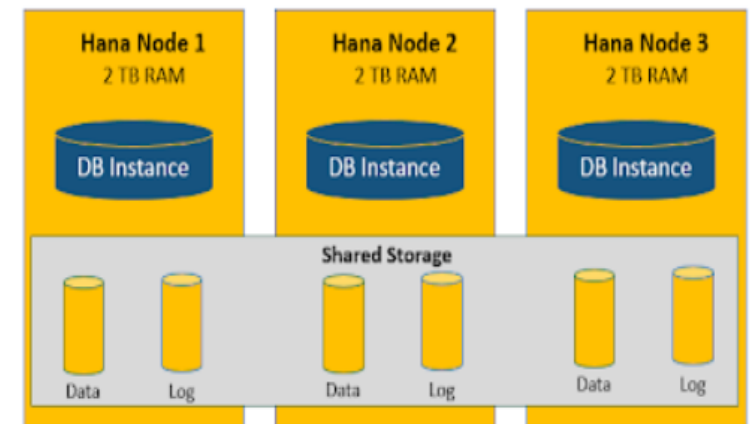 Hana Node 1
2 TB RAM
DB Instance
Hana Node 2
2 TB RAM
DB Instance
Hana Node 3
2 TB RAM
DB Instance
Shared Storage
Data
Log
Data
Log
Data
Log